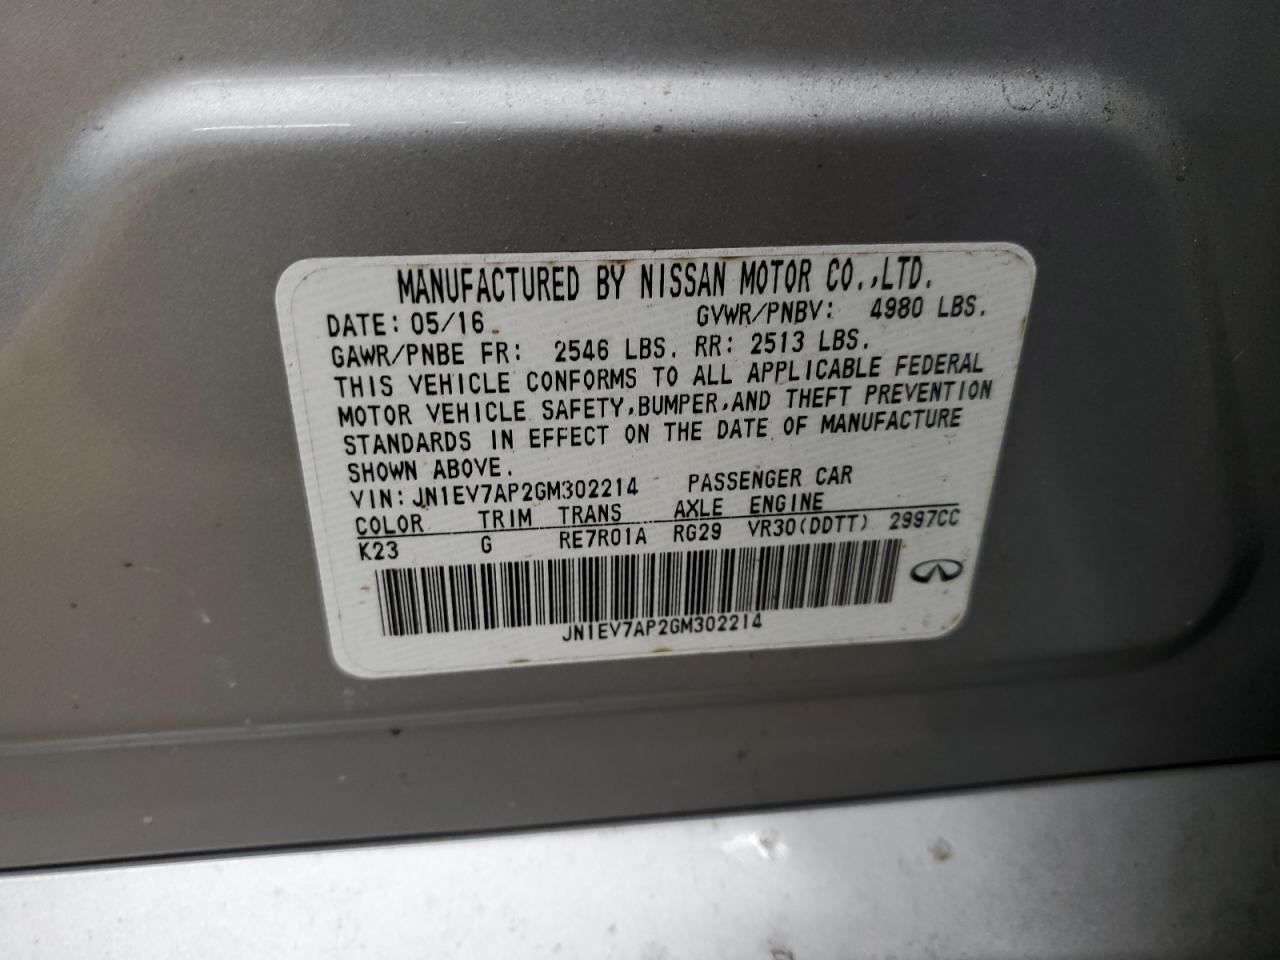 MANUFACTURED BY NISSAN MOTOR CO.,LTD.
DATE: 05/16 GVWR/PNBV: 4980 LBS.
GAWR/PNBE FR: 2546 LBS. RR: 2513 LBS.
THIS VEHICLE CONFORMS TO ALL APPLICABLE FEDERAL
MOTOR VEHICLE SAFETY,BUMPER,AND THEFT PREVENTION
STANDARDS IN EFFECT ON THE DATE OF MANUFACTURE
SHOWN ABOVE.
VIN: JN1EV7AP2GM302214 PASSENGER CAR
COLOR TRIM TRANS AXLE ENGINE
K23 G RE7R01A RG29 VR30(DDTT) 2997CC
JN1EV7AP2GM302214